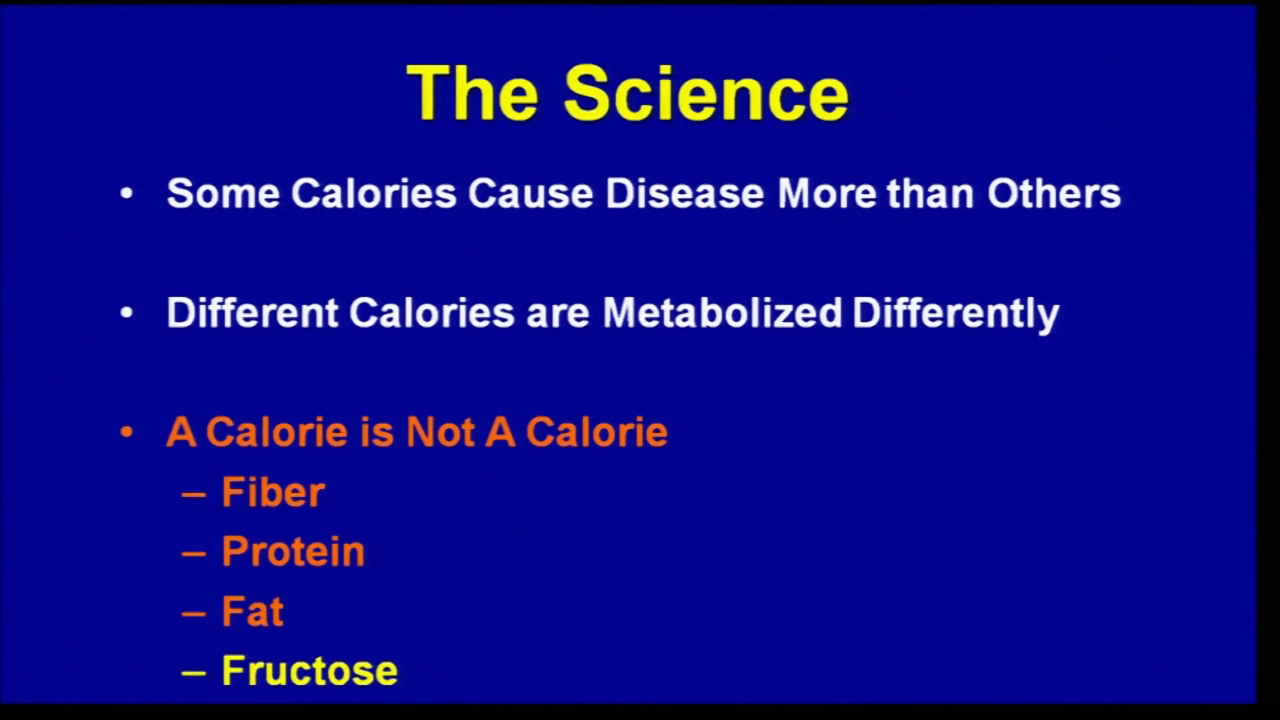 The Science
• Some Calories Cause Disease More than Others
• Different Calories are Metabolized Differently
• A Calorie is Not A Calorie
– Fiber
– Protein
– Fat
– Fructose